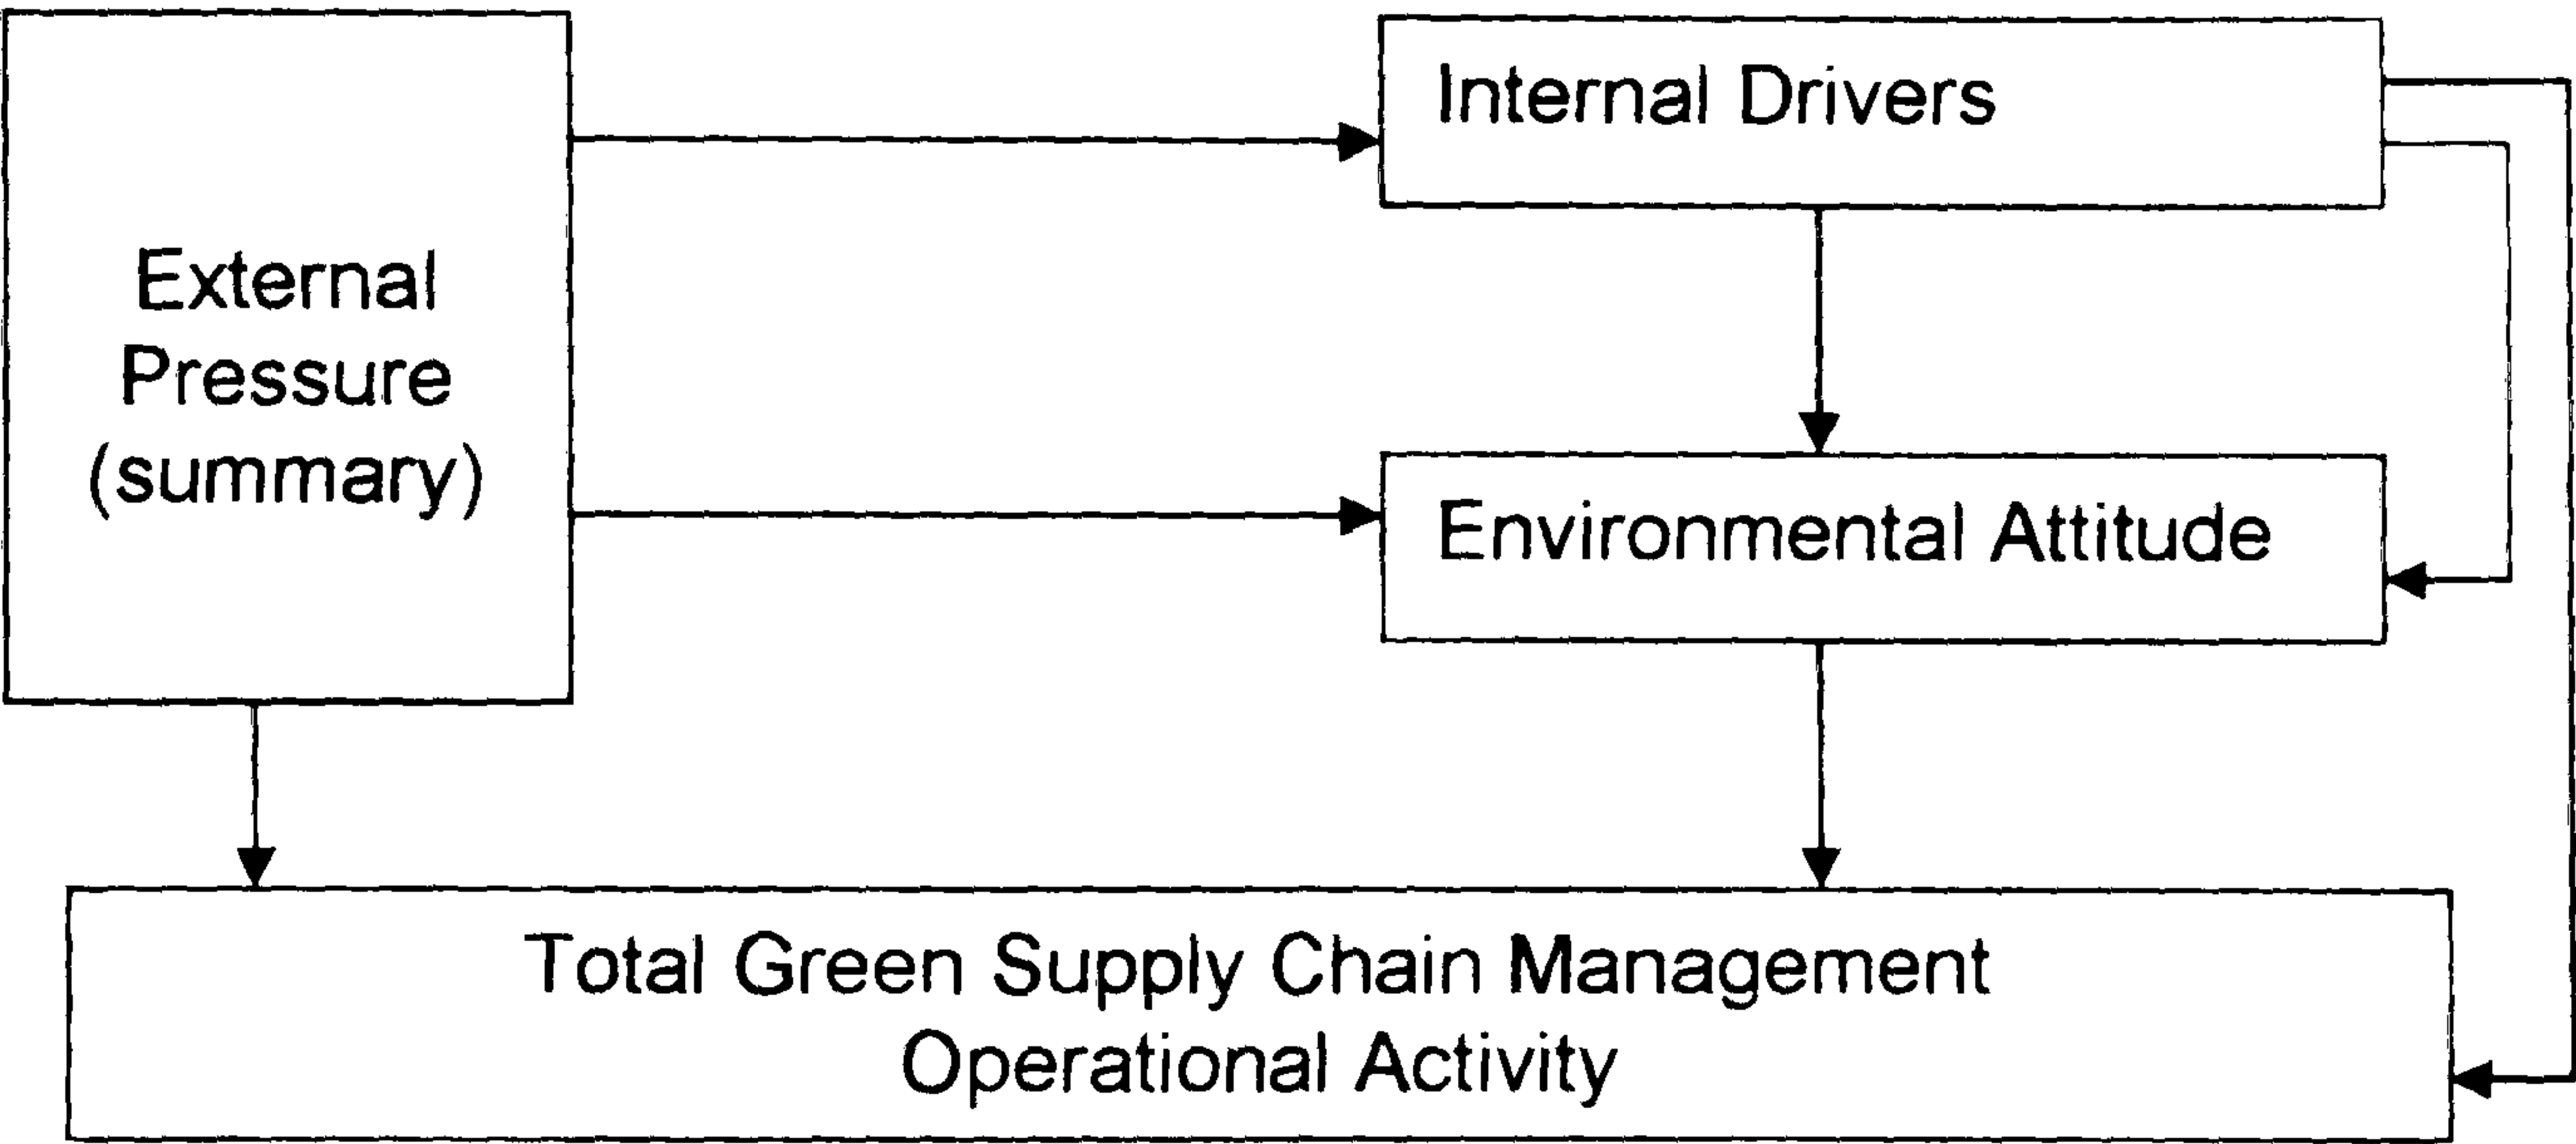 External
Pressure
(summary)
Internal Drivers
Environmental Attitude
Total Green Supply Chain Management
Operational Activity